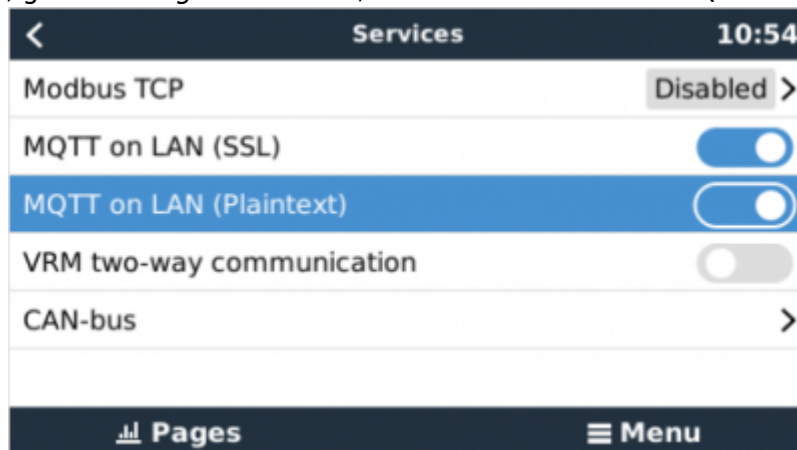 Services 10:54
Modbus TCP Disabled
MQTT on LAN (SSL)
MQTT on LAN (Plaintext)
VRM two-way communication
CAN-bus
Pages Menu